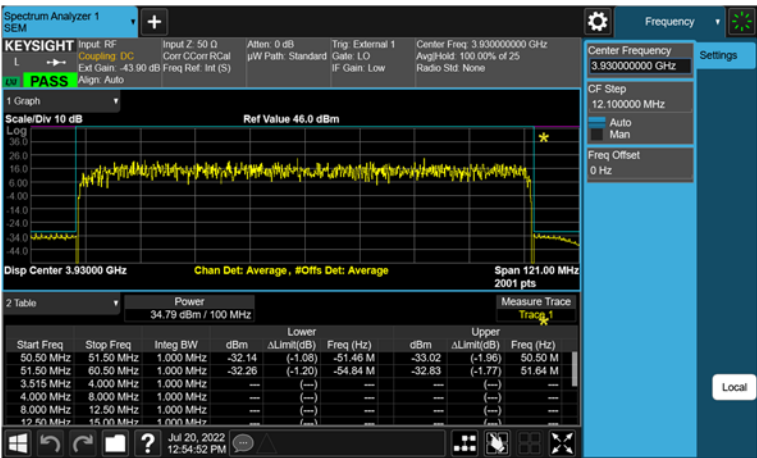 Spectrum Analyzer 1
SEM
Frequency
KEYSIGHT
L
PASS
Input: RF
Coupling: DC
Ext Gain: -43.90 dB
Align: Auto
Input Z: 50 Ω
Corr CCorr RCal
Freq Ref: Int (S)
Atten: 0 dB
µW Path: Standard
Trig: External 1
Gate: LO
IF Gain: Low
Center Freq: 3.930000000 GHz
Avg|Hold: 100.00% of 25
Radio Std: None
Center Frequency
3.930000000 GHz
Settings
CF Step
12.100000 MHz
Auto
Man
Freq Offset
0 Hz
Local
1 Graph
Scale/Div 10 dB
Ref Value 46.0 dBm
Log
36.0
26.0
16.0
6.00
-4.00
-14.0
-24.0
-34.0
-44.0
Disp Center 3.93000 GHz
Chan Det: Average, #Offs Det: Average
Span 121.00 MHz
2001 pts
2 Table
Power
34.79 dBm / 100 MHz
Measure Trace
Trace 1
Lower Upper
Start Freq Stop Freq Integ BW dBm ΔLimit(dB) Freq (Hz) dBm ΔLimit(dB) Freq (Hz)
50.50 MHz 51.50 MHz 1.000 MHz -32.14 (-1.08) -51.46 M -33.02 (-1.96) 50.50 M
51.50 MHz 60.50 MHz 1.000 MHz -32.26 (-1.20) -54.84 M -32.83 (-1.77) 51.64 M
3.515 MHz 4.000 MHz 1.000 MHz --- (---) --- --- (---) ---
4.000 MHz 8.000 MHz 1.000 MHz --- (---) --- --- (---) ---
8.000 MHz 12.50 MHz 1.000 MHz --- (---) --- --- (---) ---
12.50 MHz 15.00 MHz 1.000 MHz --- (---) --- --- (---) ---
?
Jul 20, 2022
12:54:52 PM